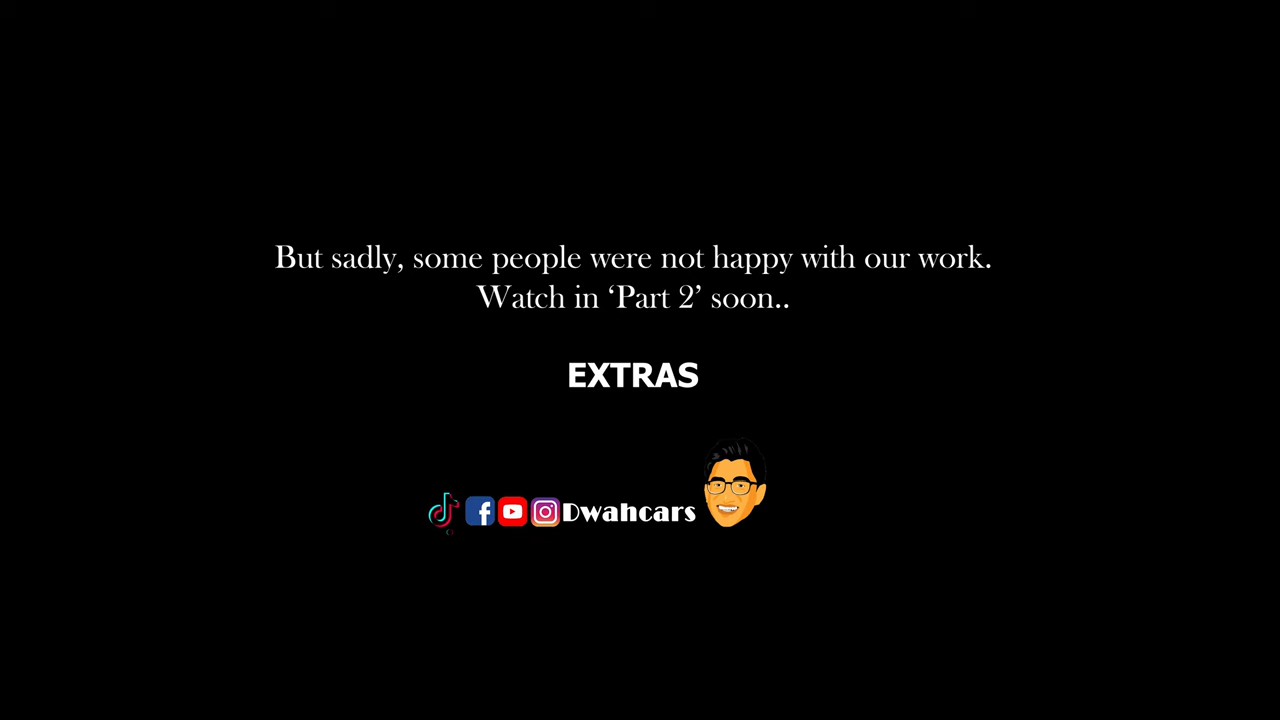 But sadly, some people were not happy with our work.
Watch in ‘Part 2’ soon..
EXTRAS
Dwahcars